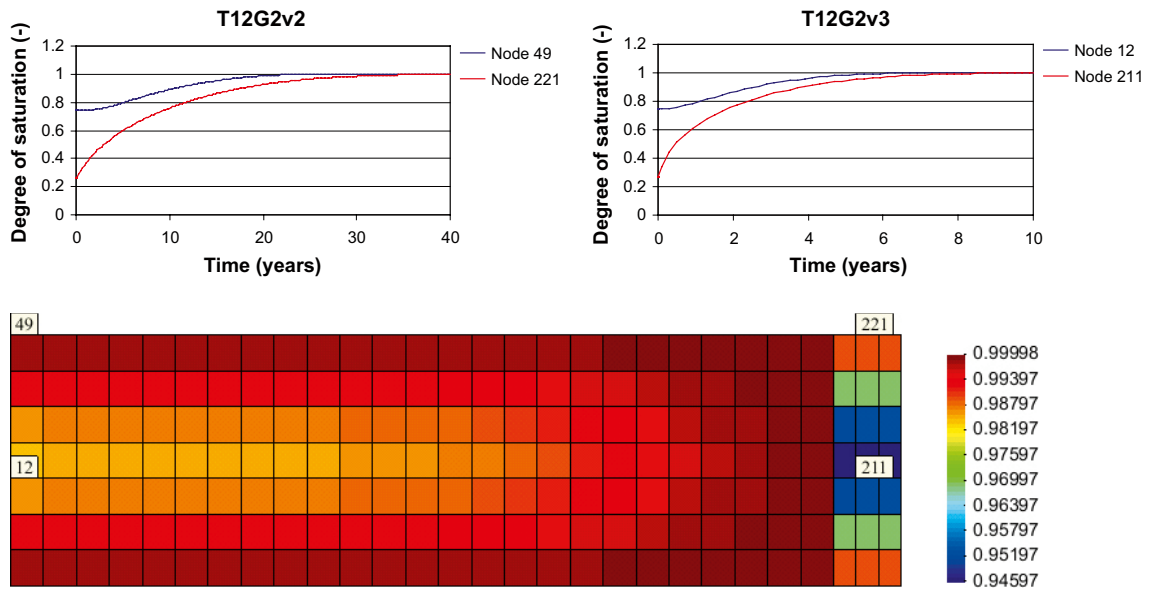 T12G2v2
Degree of saturation (-)
1.2
1
0.8
0.6
0.4
0.2
0
0 10 20 30 40
Time (years)
Node 49
Node 221
T12G2v3
Degree of saturation (-)
1.2
1
0.8
0.6
0.4
0.2
0
0 2 4 6 8 10
Time (years)
Node 12
Node 211
49
221
12
211
0.99998
0.99397
0.98797
0.98197
0.97597
0.96997
0.96397
0.95797
0.95197
0.94597